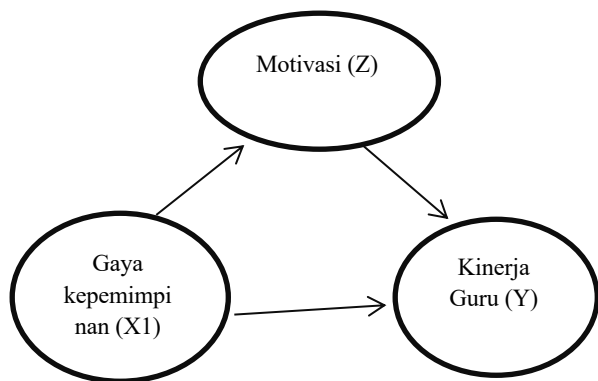 Motivasi (Z)
Gaya
kepemimpi
nan (X1)
Kinerja
Guru (Y)